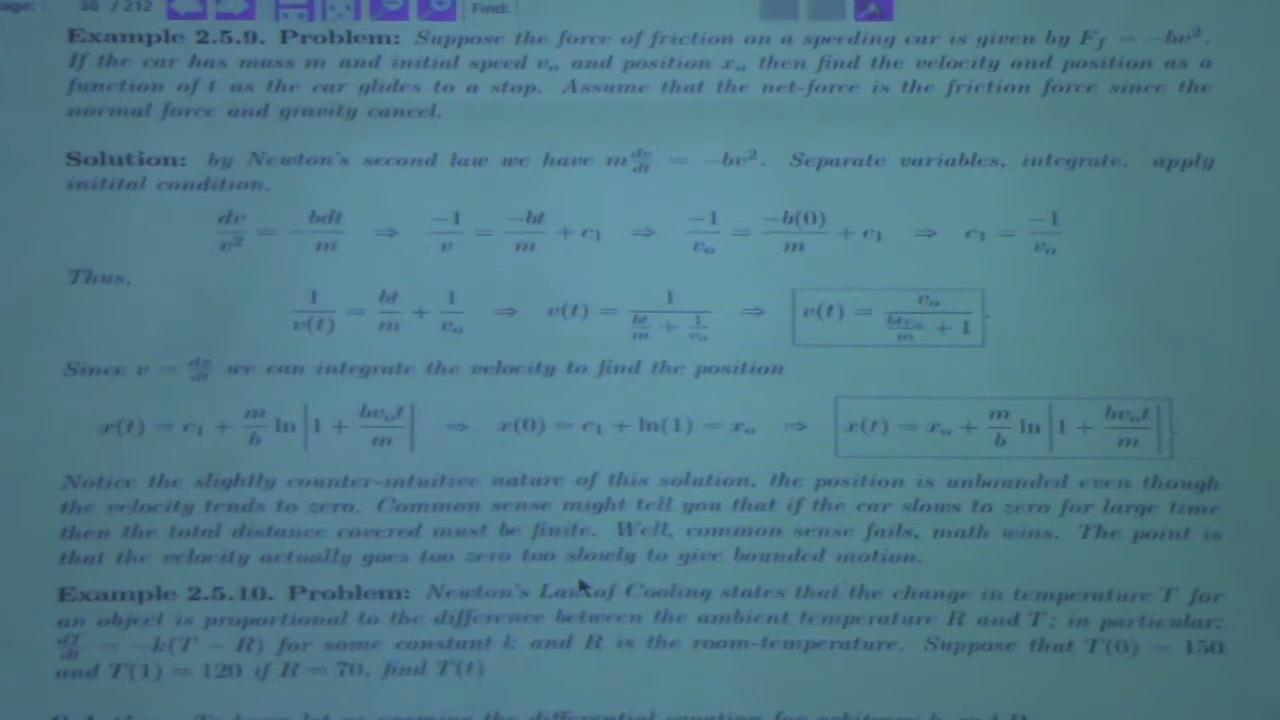 38 / 212 Find:
Example 2.5.9. Problem: Suppose the force of friction on a speeding car is given by F_f = −bv².
If the car has mass m and initial speed v_o and position x_o then find the velocity and position as a
function of t as the car glides to a stop. Assume that the net-force is the friction force since the
normal force and gravity cancel.
Solution: by Newton's second law we have m dv/dt = −bv². Separate variables, integrate, apply
initital condition.
dv/v² = −bdt/m ⇒ −1/v = −bt/m + c₁ ⇒ −1/v_o = −b(0)/m + c₁ ⇒ c₁ = −1/v_o
Thus,
1/v(t) = bt/m + 1/v_o ⇒ v(t) = 1/(bt/m + 1/v_o) ⇒ v(t) = v_o/(btv_o/m + 1).
Since v = dx/dt we can integrate the velocity to find the position
x(t) = c₁ + m/b ln|1 + bv_ot/m| ⇒ x(0) = c₁ + ln(1) = x_o ⇒ x(t) = x_o + m/b ln|1 + bv_ot/m|.
Notice the slightly counter-intuitive nature of this solution, the position is unbounded even though
the velocity tends to zero. Common sense might tell you that if the car slows to zero for large time
then the total distance covered must be finite. Well, common sense fails, math wins. The point is
that the velocity actually goes too zero too slowly to give bounded motion.
Example 2.5.10. Problem: Newton's Law of Cooling states that the change in temperature T for
an object is proportional to the difference between the ambient temperature R and T; in particular:
dT/dt = −k(T − R) for some constant k and R is the room-temperature. Suppose that T(0) = 150
and T(1) = 120 if R = 70, find T(t)